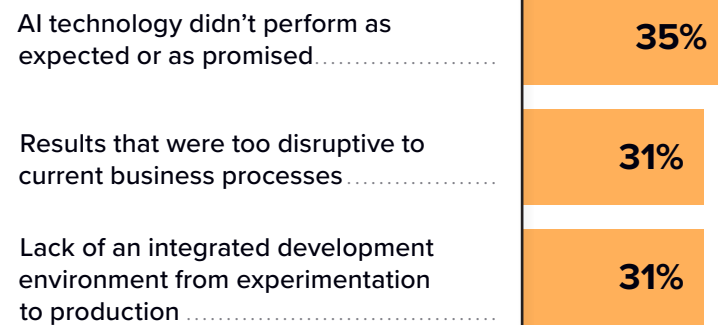 AI technology didn’t perform as
expected or as promised....................... 35%
Results that were too disruptive to
current business processes................... 31%
Lack of an integrated development
environment from experimentation
to production ....................................... 31%